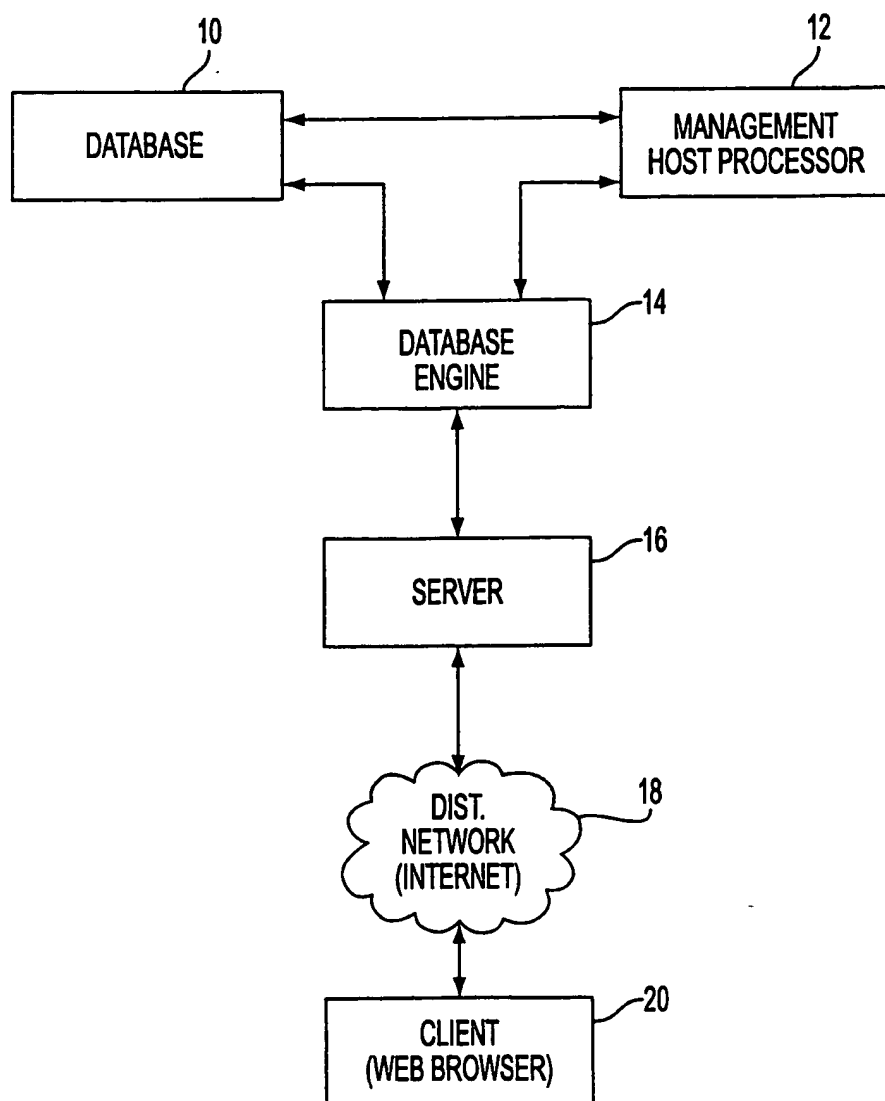 10
12
DATABASE
MANAGEMENT
HOST PROCESSOR
14
DATABASE
ENGINE
16
SERVER
18
DIST.
NETWORK
(INTERNET)
20
CLIENT
(WEB BROWSER)